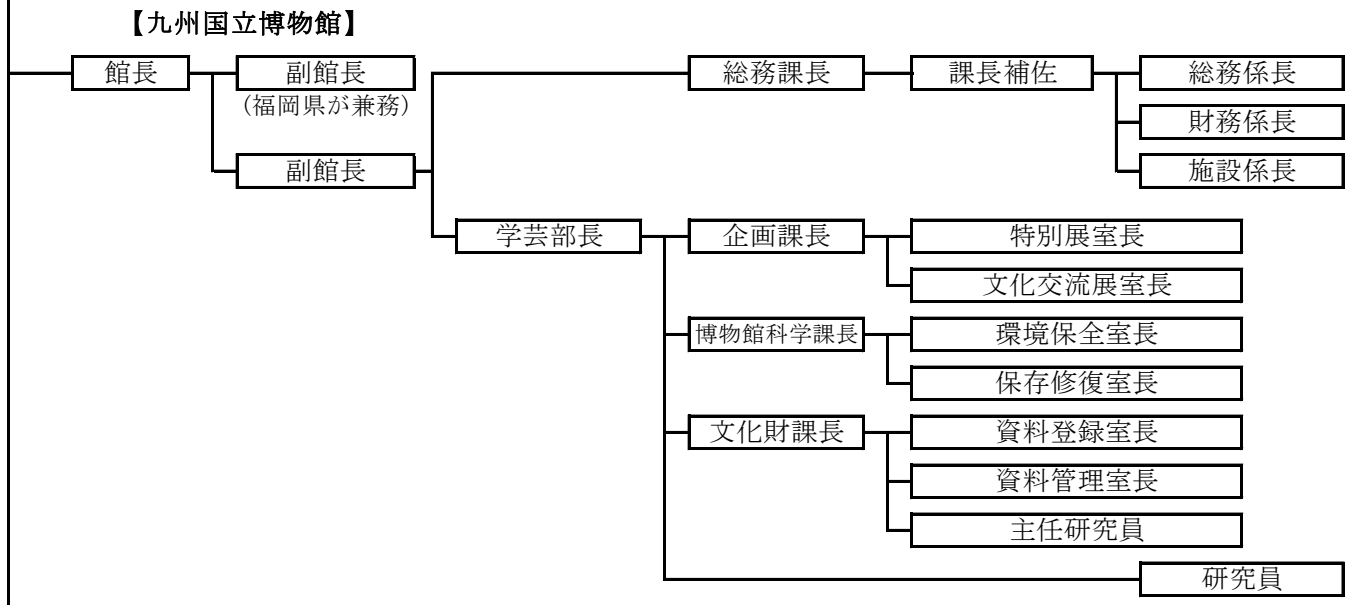 【九州国立博物館】
館長
副館長
総務課長
課長補佐
総務係長
(福岡県が兼務)
財務係長
副館長
施設係長
学芸部長
企画課長
特別展室長
文化交流展室長
博物館科学課長
環境保全室長
保存修復室長
文化財課長
資料登録室長
資料管理室長
主任研究員
研究員